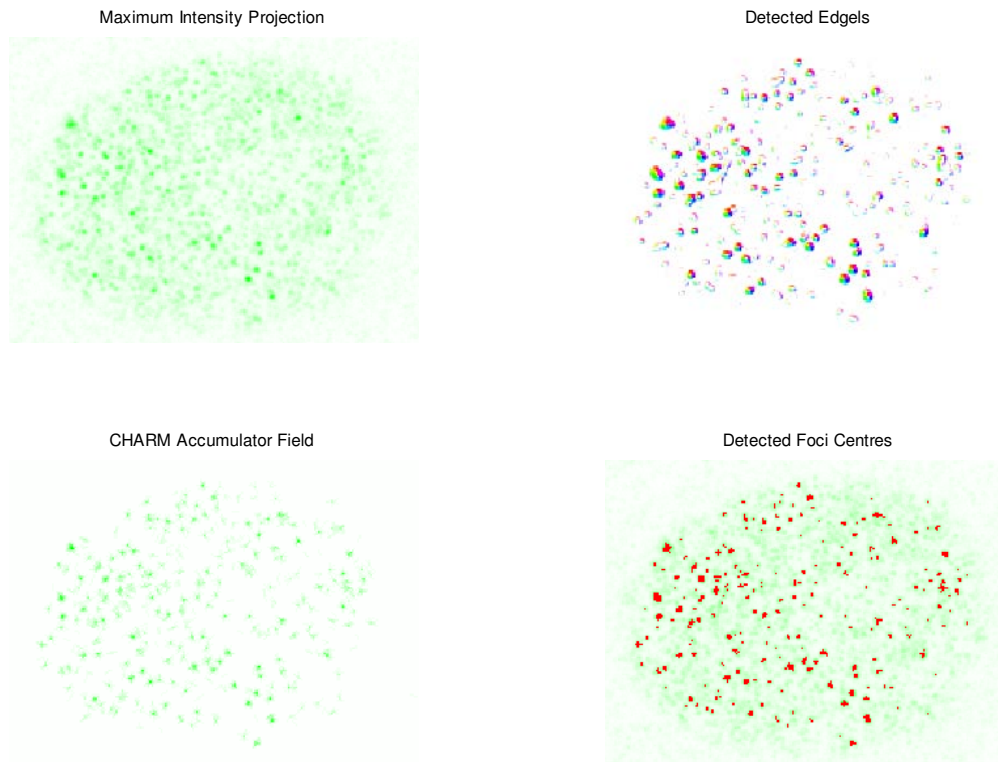 Maximum Intensity Projection
Detected Edgels
CHARM Accumulator Field
Detected Foci Centres